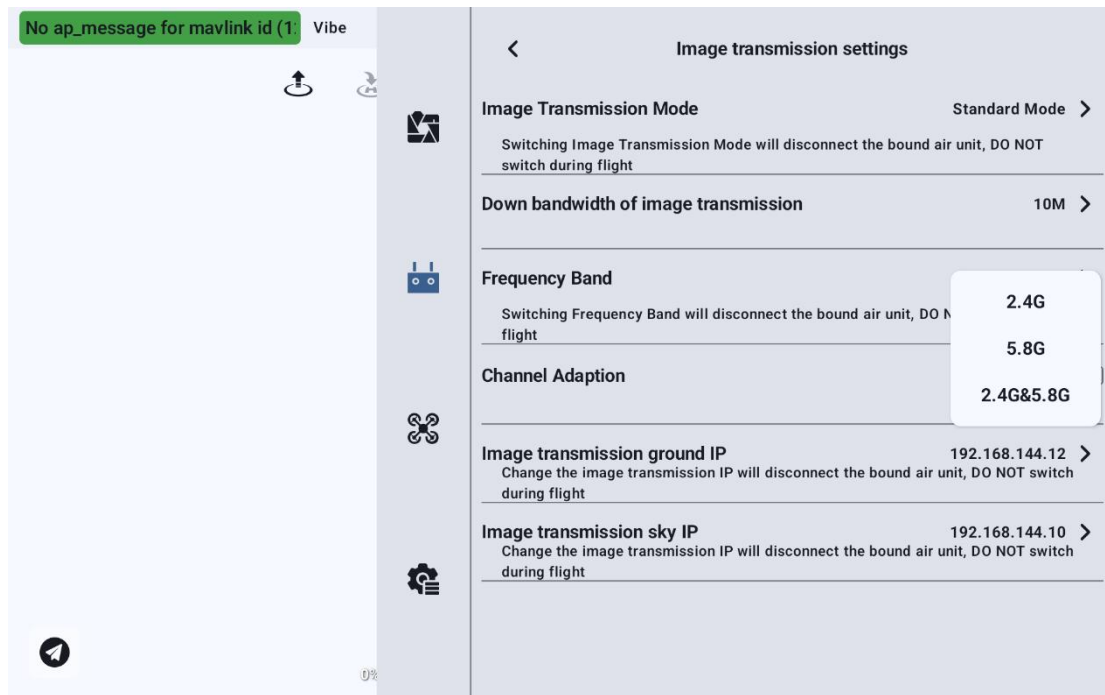 No ap_message for mavlink id (1
Vibe
Image transmission settings
Image Transmission Mode
Standard Mode
Switching Image Transmission Mode will disconnect the bound air unit, DO NOT
switch during flight
Down bandwidth of image transmission
10M
Frequency Band
Switching Frequency Band will disconnect the bound air unit, DO
flight
2.4G
5.8G
2.4G&5.8G
Channel Adaption
Image transmission ground IP
192.168.144.12
Change the image transmission IP will disconnect the bound air unit, DO NOT switch
during flight
Image transmission sky IP
192.168.144.10
Change the image transmission IP will disconnect the bound air unit, DO NOT switch
during flight
0%